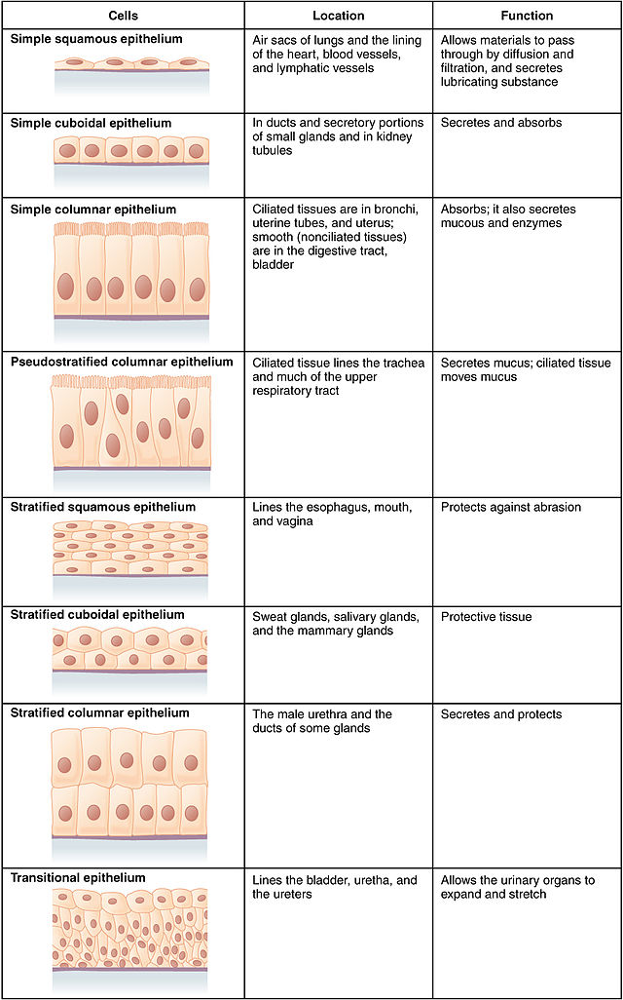 Cells
Location
Function
Simple squamous epithelium
Air sacs of lungs and the lining
of the heart, blood vessels,
and lymphatic vessels
Allows materials to pass
through by diffusion and
filtration, and secretes
lubricating substance
Simple cuboidal epithelium
In ducts and secretory portions
of small glands and in kidney
tubules
Secretes and absorbs
Simple columnar epithelium
Ciliated tissues are in bronchi,
uterine tubes, and uterus;
smooth (nonciliated tissues)
are in the digestive tract,
bladder
Absorbs; it also secretes
mucous and enzymes
Pseudostratified columnar epithelium
Ciliated tissue lines the trachea
and much of the upper
respiratory tract
Secretes mucus; ciliated tissue
moves mucus
Stratified squamous epithelium
Lines the esophagus, mouth,
and vagina
Protects against abrasion
Stratified cuboidal epithelium
Sweat glands, salivary glands,
and the mammary glands
Protective tissue
Stratified columnar epithelium
The male urethra and the
ducts of some glands
Secretes and protects
Transitional epithelium
Lines the bladder, uretha, and
the ureters
Allows the urinary organs to
expand and stretch